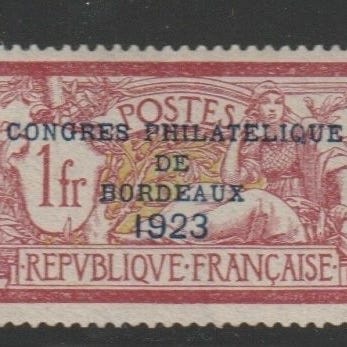 POSTES
CONGRES PHILATELIQUE
1fr
DE
BORDEAUX
1923
·REPVBLIQVE·FRANÇAISE·